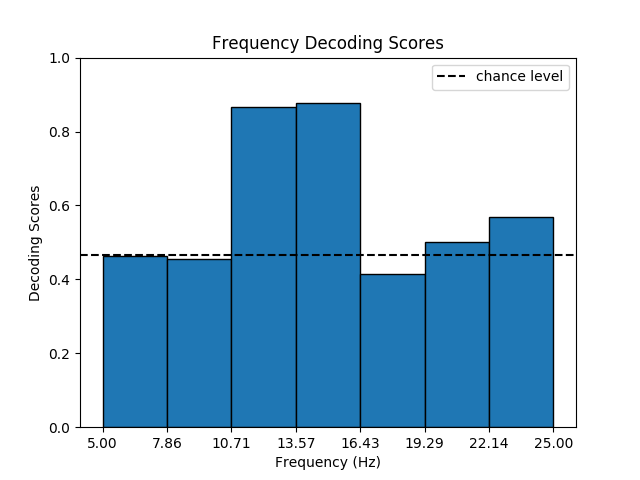 Frequency Decoding Scores
chance level
1.0
0.8
0.6
0.4
0.2
0.0
Decoding Scores
5.00 7.86 10.71 13.57 16.43 19.29 22.14 25.00
Frequency (Hz)